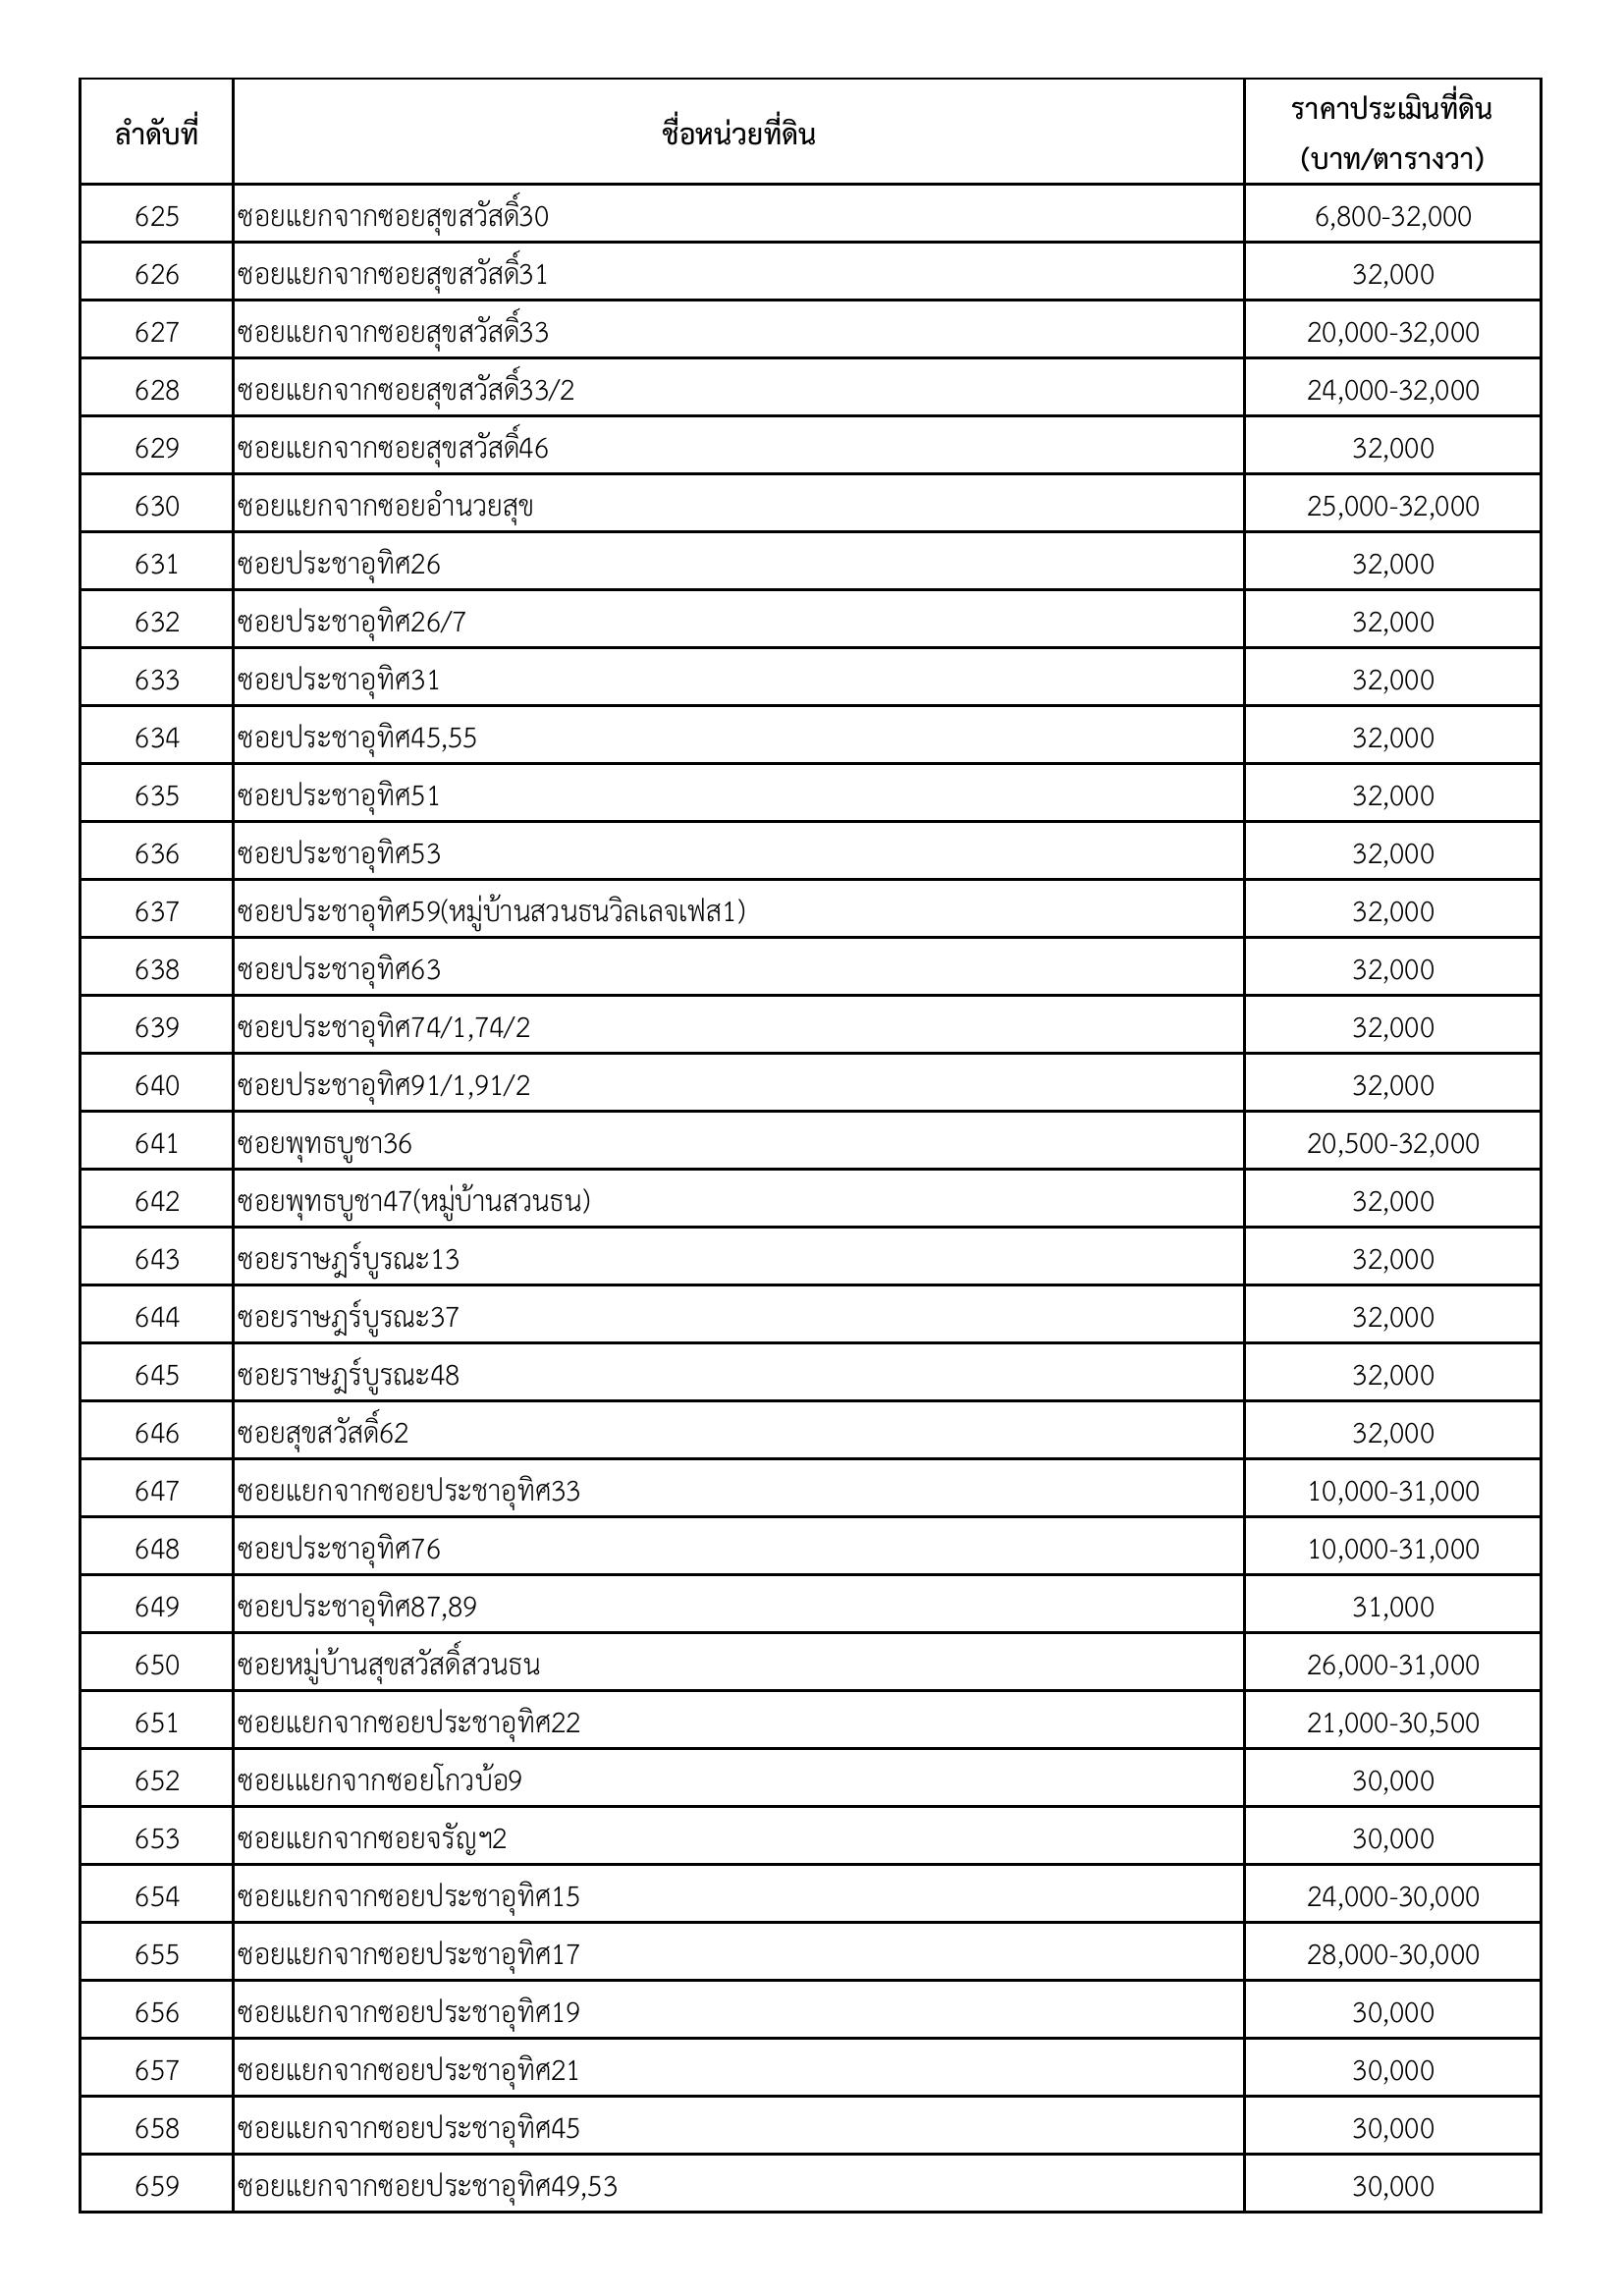 ลำดับที่ ชื่อหน่วยที่ดิน ราคาประเมินที่ดิน
(บาท/ตารางวา)
625 ซอยแยกจากซอยสุขสวัสดิ์30 6,800-32,000
626 ซอยแยกจากซอยสุขสวัสดิ์31 32,000
627 ซอยแยกจากซอยสุขสวัสดิ์33 20,000-32,000
628 ซอยแยกจากซอยสุขสวัสดิ์33/2 24,000-32,000
629 ซอยแยกจากซอยสุขสวัสดิ์46 32,000
630 ซอยแยกจากซอยอำนวยสุข 25,000-32,000
631 ซอยประชาอุทิศ26 32,000
632 ซอยประชาอุทิศ26/7 32,000
633 ซอยประชาอุทิศ31 32,000
634 ซอยประชาอุทิศ45,55 32,000
635 ซอยประชาอุทิศ51 32,000
636 ซอยประชาอุทิศ53 32,000
637 ซอยประชาอุทิศ59(หมู่บ้านสวนธนวิลเลจเฟส1) 32,000
638 ซอยประชาอุทิศ63 32,000
639 ซอยประชาอุทิศ74/1,74/2 32,000
640 ซอยประชาอุทิศ91/1,91/2 32,000
641 ซอยพุทธบูชา36 20,500-32,000
642 ซอยพุทธบูชา47(หมู่บ้านสวนธน) 32,000
643 ซอยราษฎร์บูรณะ13 32,000
644 ซอยราษฎร์บูรณะ37 32,000
645 ซอยราษฎร์บูรณะ48 32,000
646 ซอยสุขสวัสดิ์62 32,000
647 ซอยแยกจากซอยประชาอุทิศ33 10,000-31,000
648 ซอยประชาอุทิศ76 10,000-31,000
649 ซอยประชาอุทิศ87,89 31,000
650 ซอยหมู่บ้านสุขสวัสดิ์สวนธน 26,000-31,000
651 ซอยแยกจากซอยประชาอุทิศ22 21,000-30,500
652 ซอยเแยกจากซอยโกวบ้อ9 30,000
653 ซอยแยกจากซอยจรัญฯ2 30,000
654 ซอยแยกจากซอยประชาอุทิศ15 24,000-30,000
655 ซอยแยกจากซอยประชาอุทิศ17 28,000-30,000
656 ซอยแยกจากซอยประชาอุทิศ19 30,000
657 ซอยแยกจากซอยประชาอุทิศ21 30,000
658 ซอยแยกจากซอยประชาอุทิศ45 30,000
659 ซอยแยกจากซอยประชาอุทิศ49,53 30,000